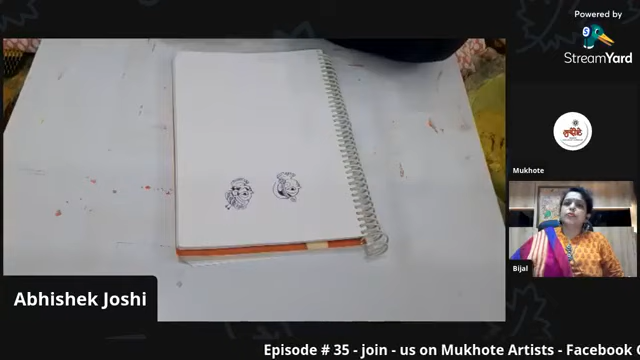 Powered by
StreamYard
Mukhote
Bijal
Abhishek Joshi
Episode # 35 - join - us on Mukhote Artists - Facebook